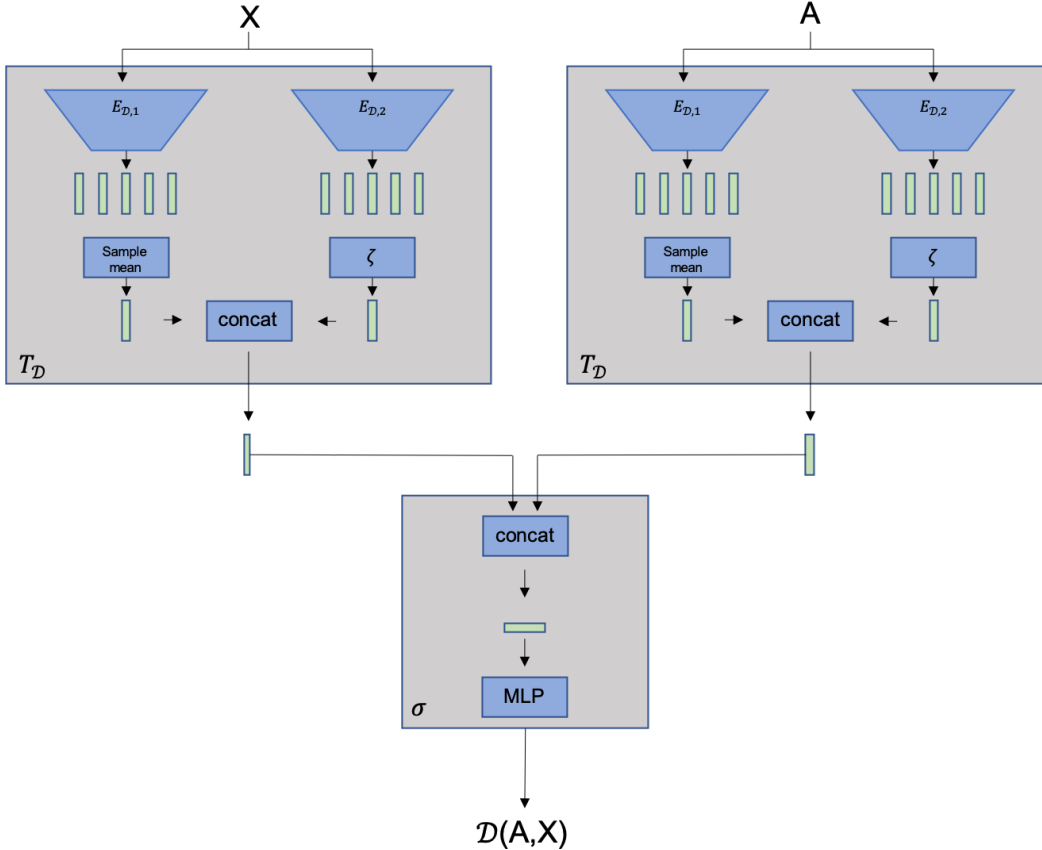 X
A
E_{𝒟,1}
E_{𝒟,2}
E_{𝒟,1}
E_{𝒟,2}
Sample
mean
ζ
Sample
mean
ζ
concat
concat
T_𝒟
T_𝒟
concat
MLP
σ
𝒟(A,X)